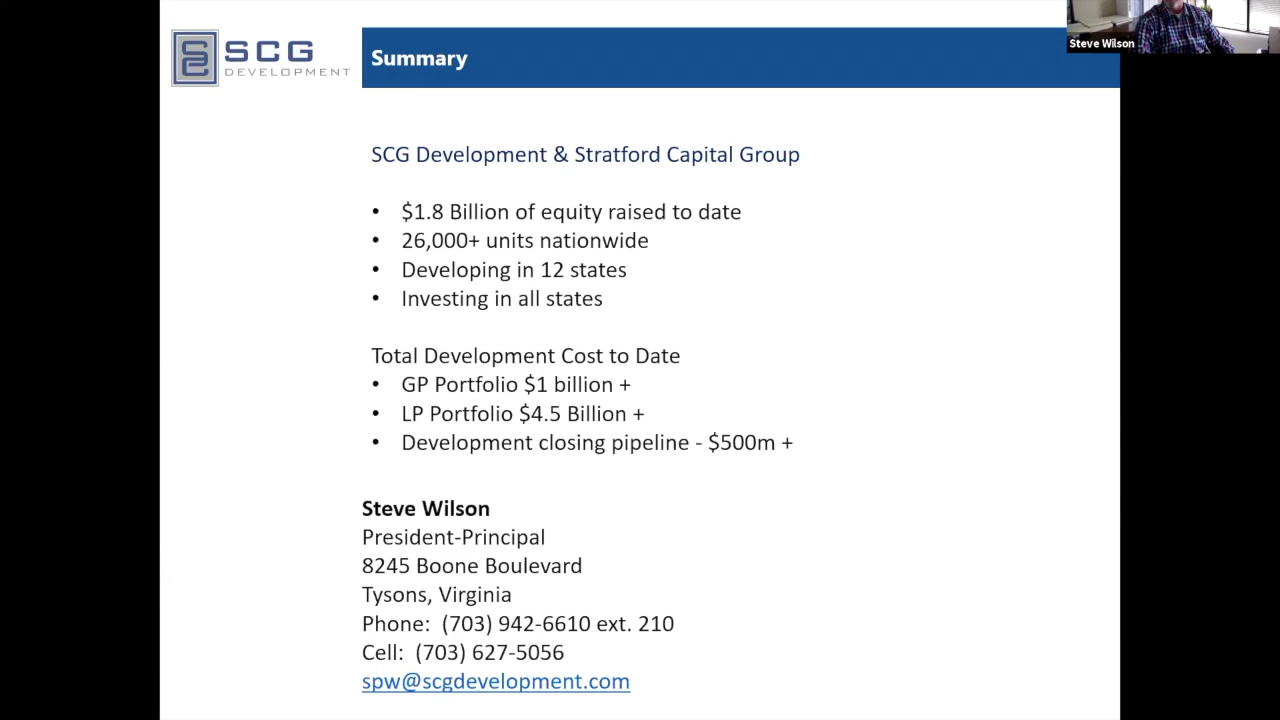 SCG
DEVELOPMENT
Summary
Steve Wilson
SCG Development & Stratford Capital Group
• $1.8 Billion of equity raised to date
• 26,000+ units nationwide
• Developing in 12 states
• Investing in all states
Total Development Cost to Date
• GP Portfolio $1 billion +
• LP Portfolio $4.5 Billion +
• Development closing pipeline - $500m +
Steve Wilson
President-Principal
8245 Boone Boulevard
Tysons, Virginia
Phone: (703) 942-6610 ext. 210
Cell: (703) 627-5056
spw@scgdevelopment.com